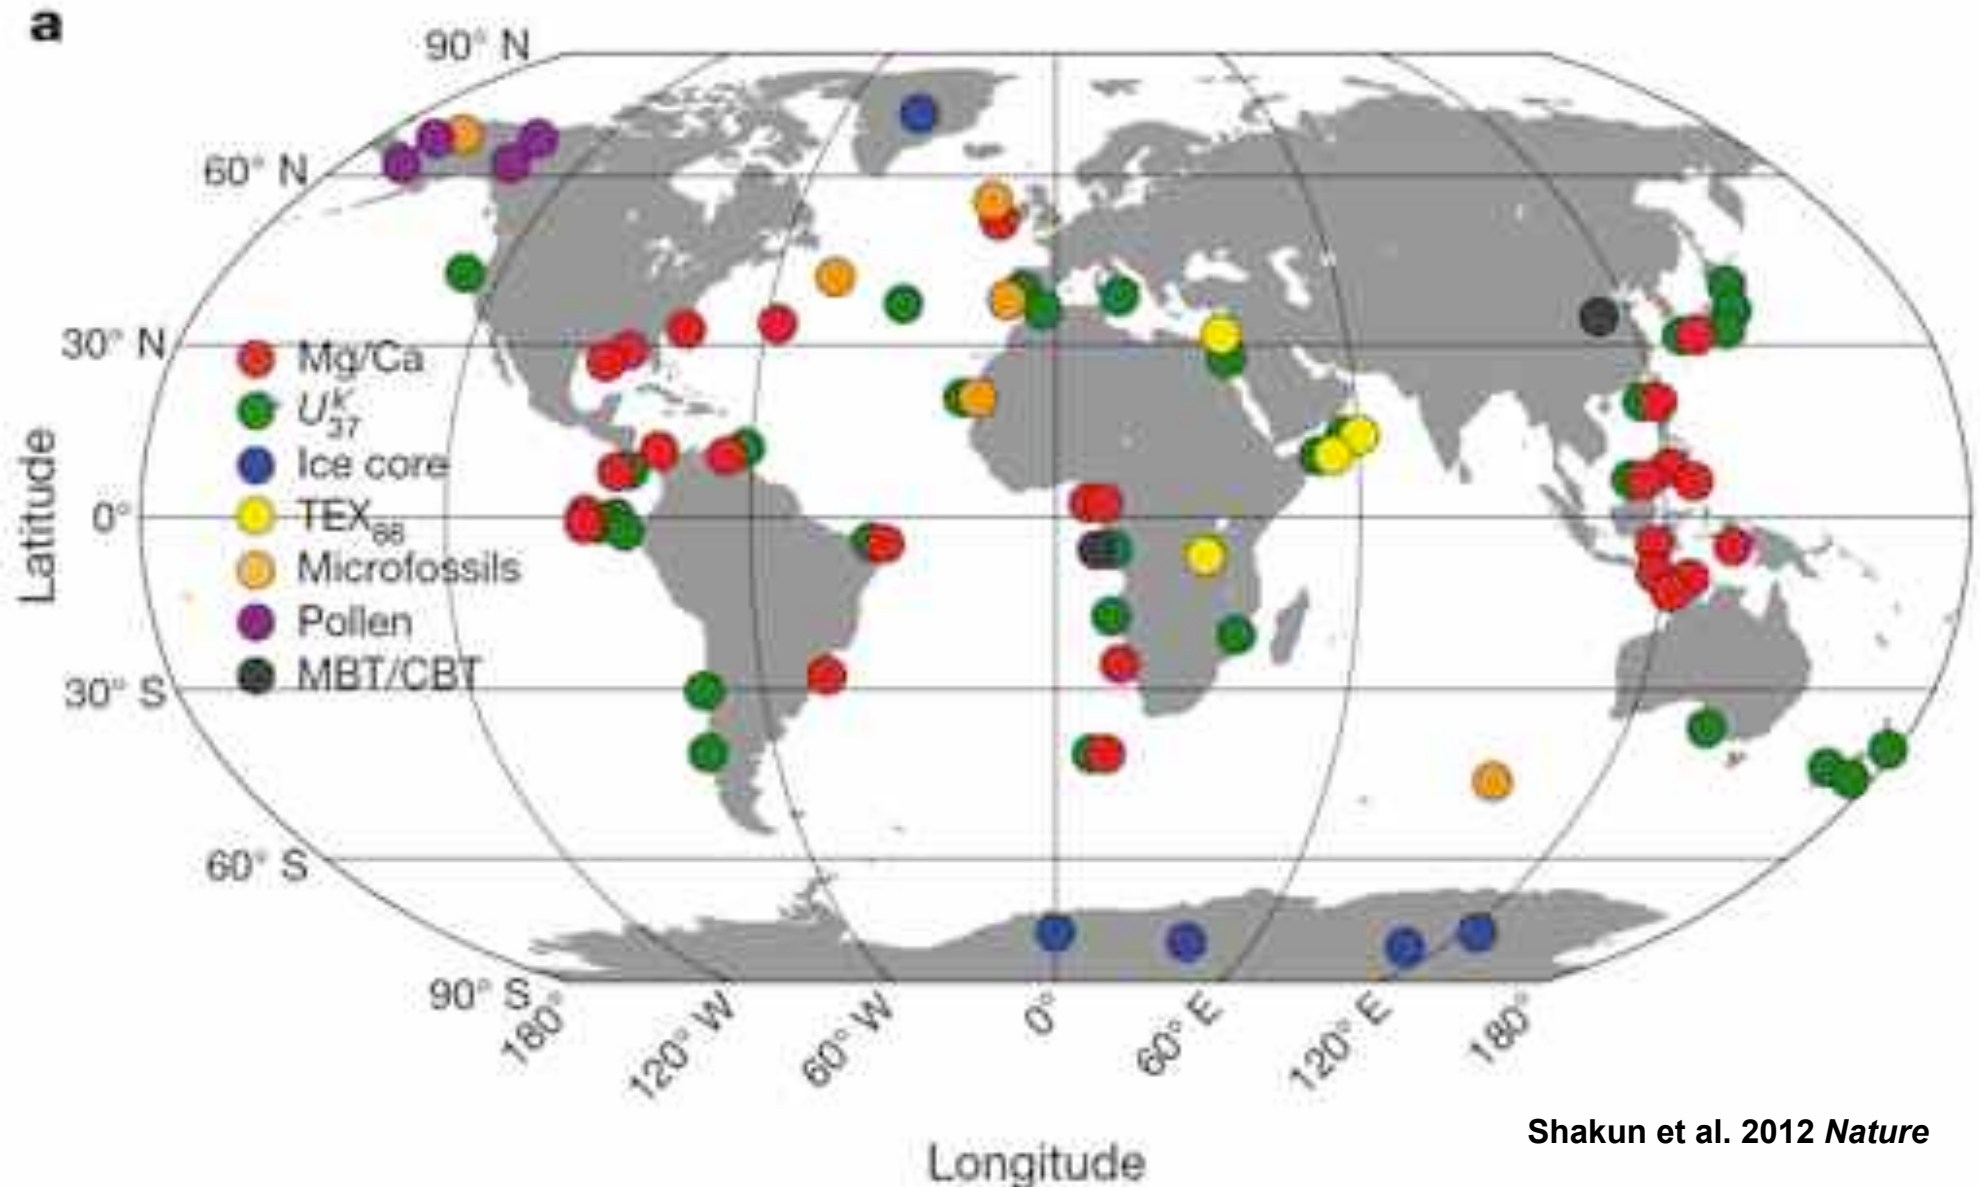 a
90° N
60° N
30° N
0°
30° S
60° S
90° S
Latitude
Mg/Ca
U37K′
Ice core
TEX86
Microfossils
Pollen
MBT/CBT
180°
120° W
60° W
0°
60° E
120° E
180°
Longitude
Shakun et al. 2012 Nature